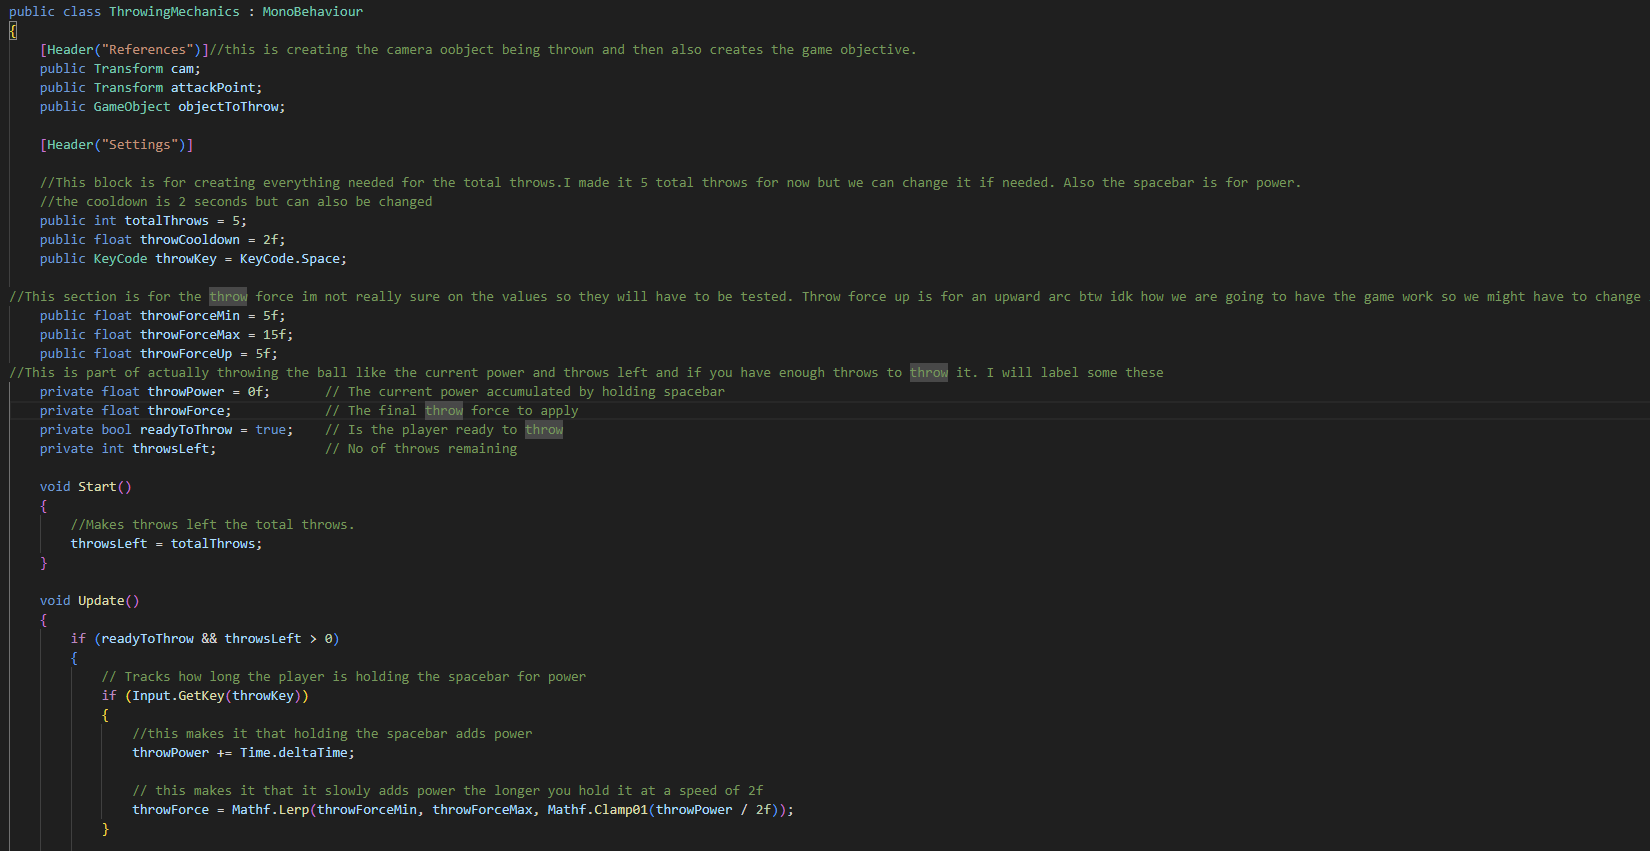 public class ThrowingMechanics : MonoBehaviour
{
    [Header("References")]//this is creating the camera oobject being thrown and then also creates the game objective.
    public Transform cam;
    public Transform attackPoint;
    public GameObject objectToThrow;

    [Header("Settings")]

    //This block is for creating everything needed for the total throws.I made it 5 total throws for now but we can change it if needed. Also the spacebar is for power.
    //the cooldown is 2 seconds but can also be changed
    public int totalThrows = 5;
    public float throwCooldown = 2f;
    public KeyCode throwKey = KeyCode.Space;

//This section is for the throw force im not really sure on the values so they will have to be tested. Throw force up is for an upward arc btw idk how we are going to have the game work so we might have to change
    public float throwForceMin = 5f;
    public float throwForceMax = 15f;
    public float throwForceUp = 5f;
//This is part of actually throwing the ball like the current power and throws left and if you have enough throws to throw it. I will label some these
    private float throwPower = 0f;       // The current power accumulated by holding spacebar
    private float throwForce;            // The final throw force to apply
    private bool readyToThrow = true;    // Is the player ready to throw
    private int throwsLeft;              // No of throws remaining

    void Start()
    {
        //Makes throws left the total throws.
        throwsLeft = totalThrows;
    }

    void Update()
    {
        if (readyToThrow && throwsLeft > 0)
        {
            // Tracks how long the player is holding the spacebar for power
            if (Input.GetKey(throwKey))
            {
                //this makes it that holding the spacebar adds power
                throwPower += Time.deltaTime;

                // this makes it that it slowly adds power the longer you hold it at a speed of 2f
                throwForce = Mathf.Lerp(throwForceMin, throwForceMax, Mathf.Clamp01(throwPower / 2f));
            }